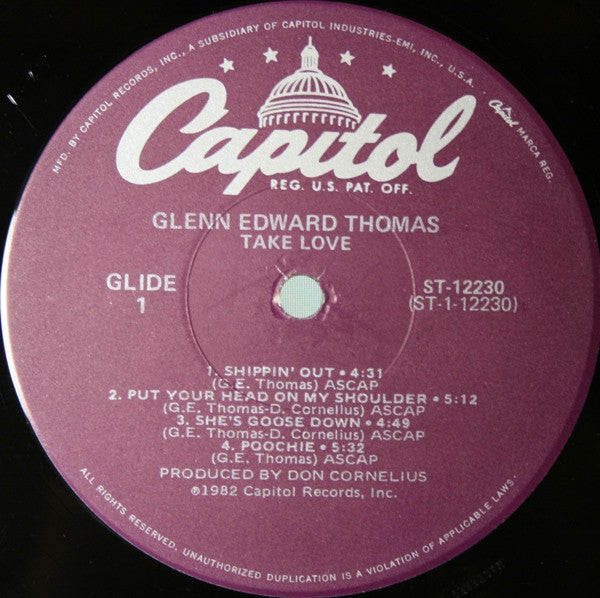 MFD. BY CAPITOL RECORDS, INC., A SUBSIDIARY OF CAPITOL INDUSTRIES-EMI, INC., U.S.A.
Capitol MARCA REG.
Capitol
REG. U.S. PAT. OFF.
GLENN EDWARD THOMAS
TAKE LOVE
GLIDE
1
ST-12230
(ST-1-12230)
1. SHIPPIN' OUT • 4:31
(G.E. Thomas) ASCAP
2. PUT YOUR HEAD ON MY SHOULDER • 5:12
(G.E. Thomas-D. Cornelius) ASCAP
3. SHE'S GOOSE DOWN • 4:49
(G.E. Thomas-D. Cornelius) ASCAP
4. POOCHIE • 5:32
(G.E. Thomas) ASCAP
PRODUCED BY DON CORNELIUS
℗1982 Capitol Records, Inc.
ALL RIGHTS RESERVED. UNAUTHORIZED DUPLICATION IS A VIOLATION OF APPLICABLE LAWS.